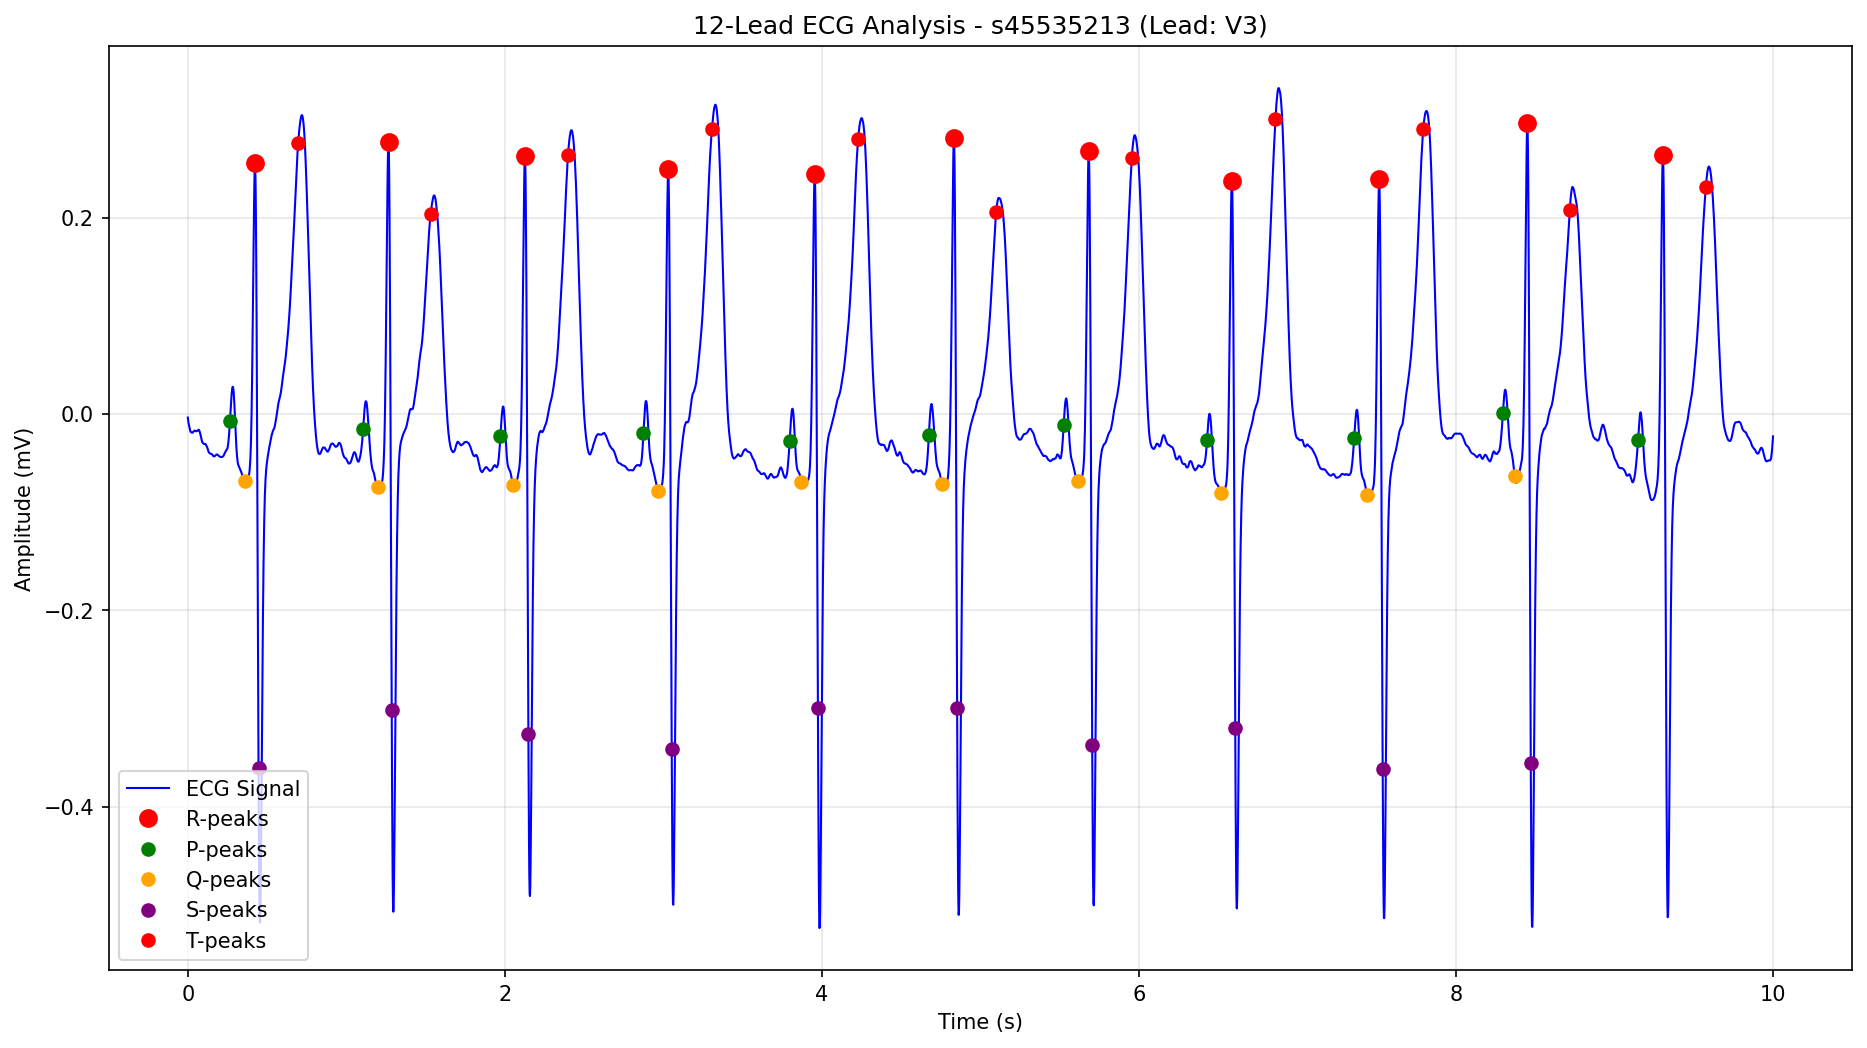 12-Lead ECG Analysis - s45535213 (Lead: V3)
Amplitude (mV)
0.2
0.0
−0.2
−0.4
ECG Signal
R-peaks
P-peaks
Q-peaks
S-peaks
T-peaks
0 2 4 6 8 10
Time (s)